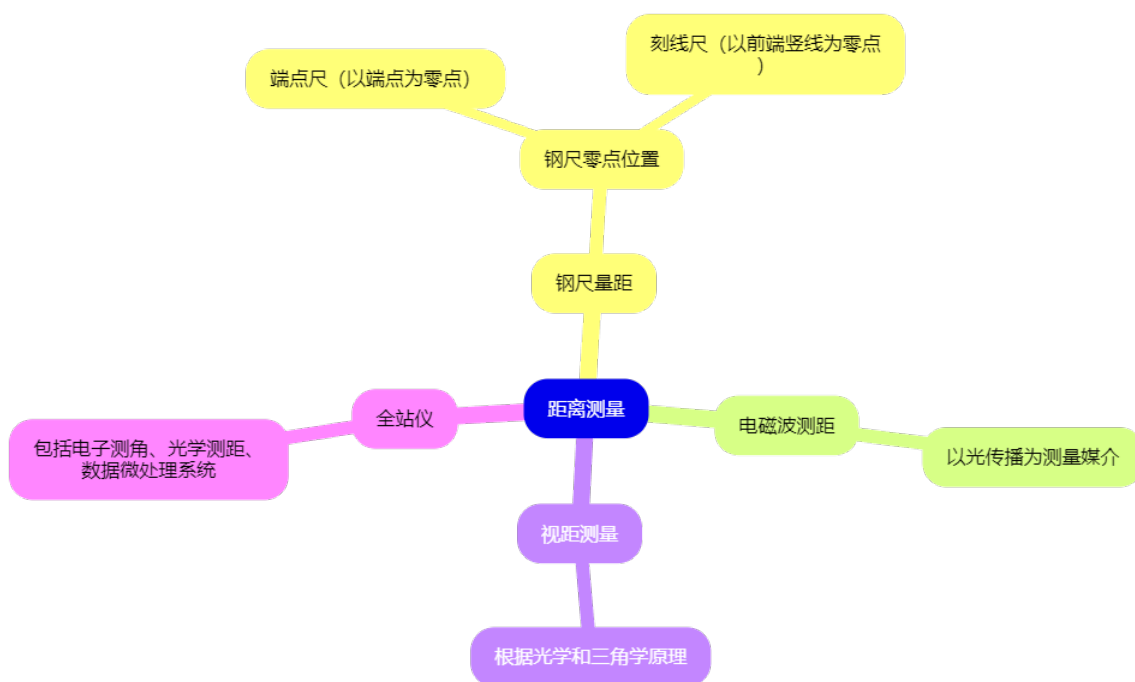 刻线尺（以前端竖线为零点
）
端点尺（以端点为零点）
钢尺零点位置
钢尺量距
距离测量
全站仪
包括电子测角、光学测距、
数据微处理系统
电磁波测距
以光传播为测量媒介
视距测量
根据光学和三角学原理